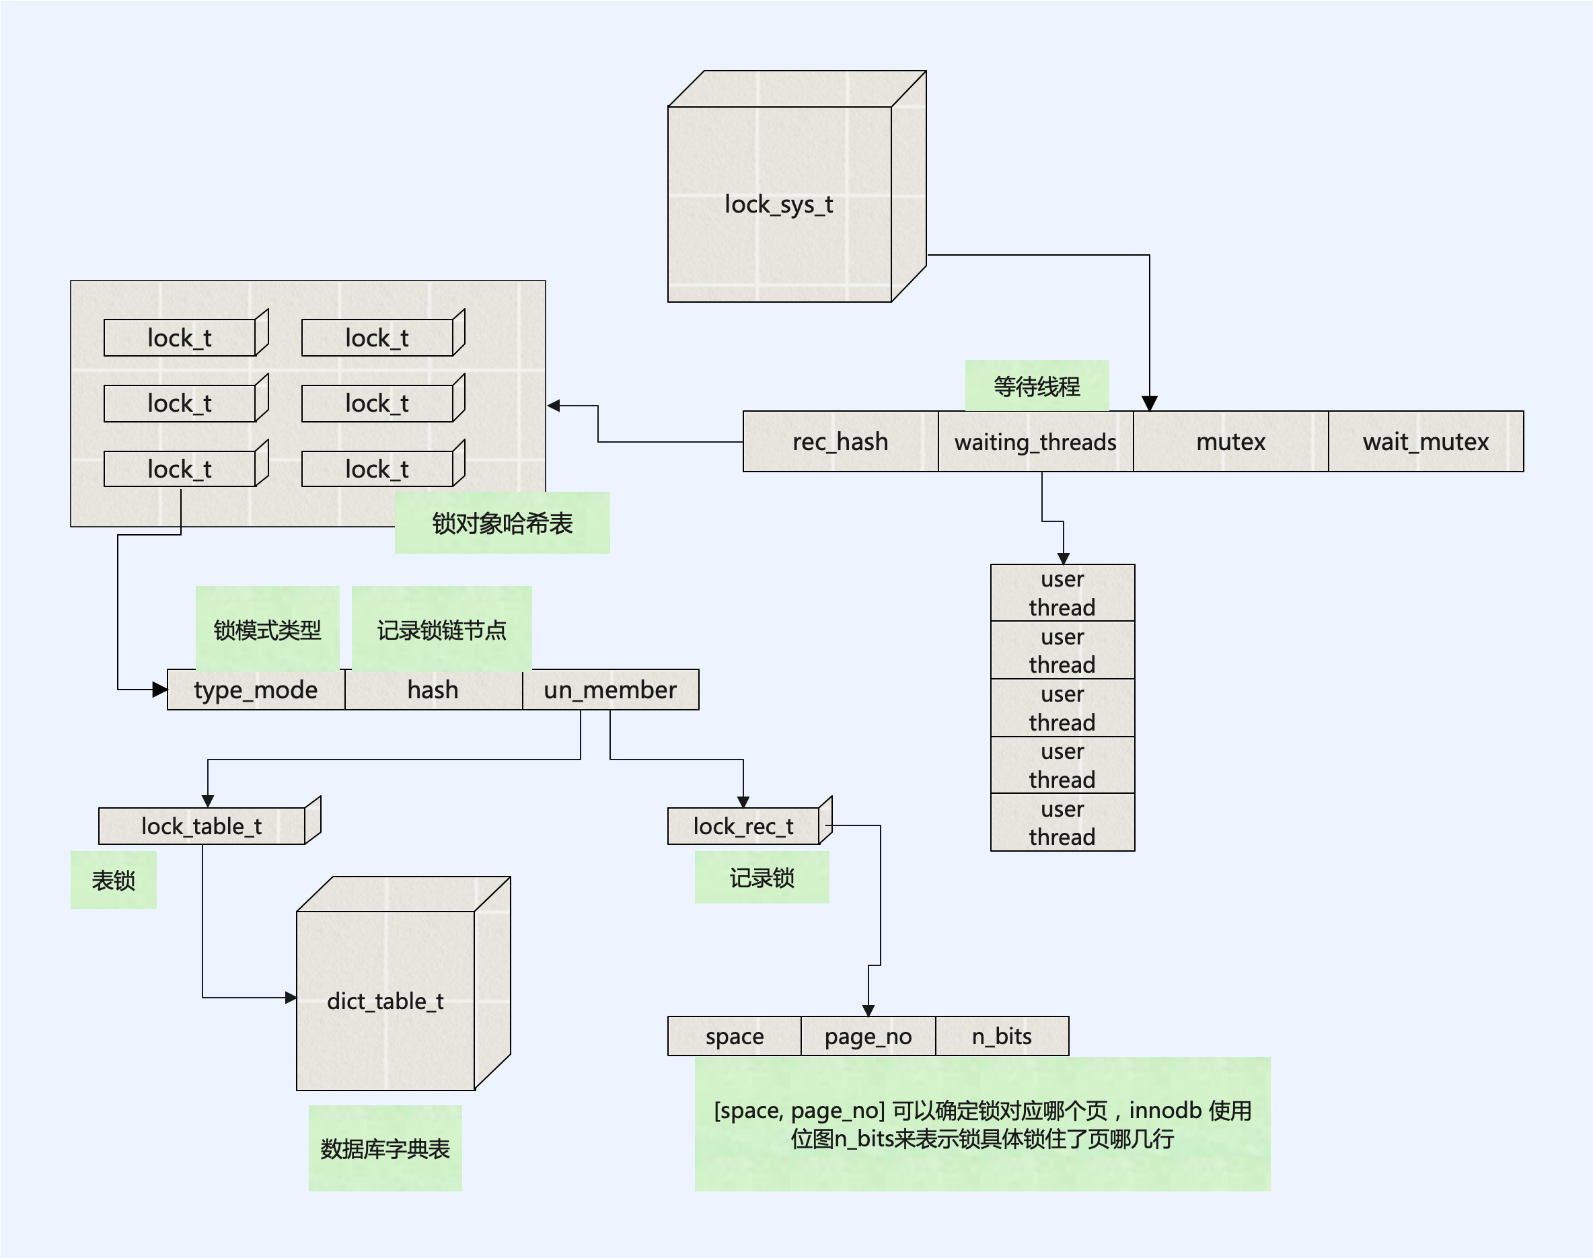 lock_sys_t
lock_t
lock_t
lock_t
lock_t
lock_t
lock_t
锁对象哈希表
等待线程
rec_hash
waiting_threads
mutex
wait_mutex
user
thread
user
thread
user
thread
user
thread
user
thread
锁模式类型
记录锁链节点
type_mode
hash
un_member
lock_table_t
表锁
lock_rec_t
记录锁
dict_table_t
数据库字典表
space
page_no
n_bits
[space, page_no] 可以确定锁对应哪个页，innodb 使用
位图n_bits来表示锁具体锁住了页哪几行